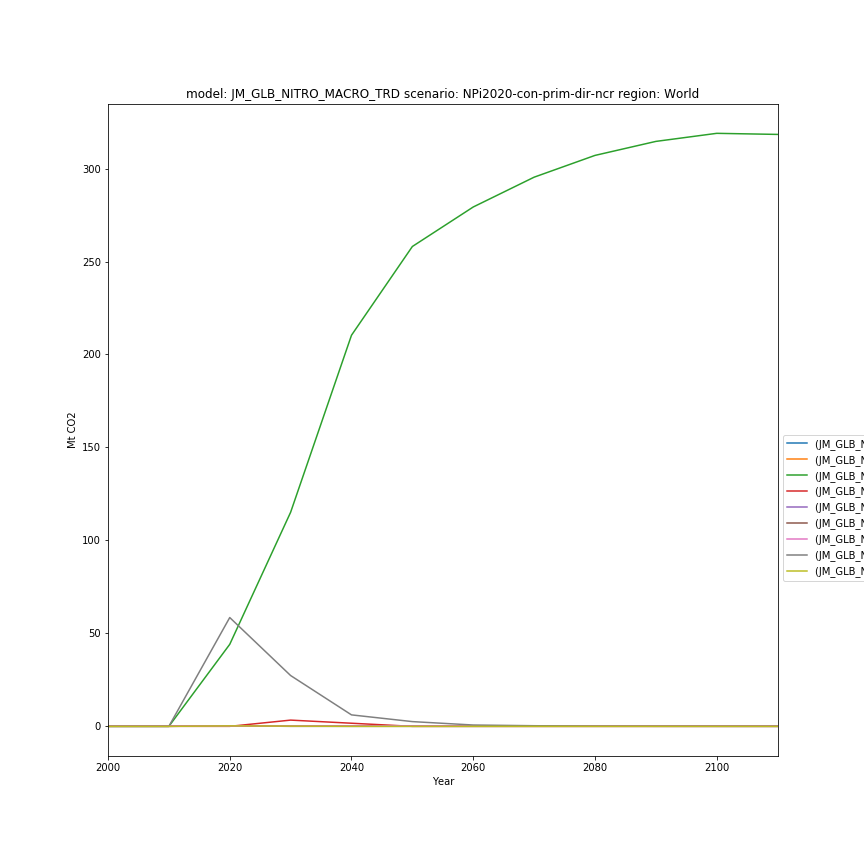 model: JM_GLB_NITRO_MACRO_TRD scenario: NPi2020-con-prim-dir-ncr region: World
300
250
200
150
100
50
0
Mt CO2
2000 2020 2040 2060 2080 2100
Year
(JM_GLB_N
(JM_GLB_N
(JM_GLB_N
(JM_GLB_N
(JM_GLB_N
(JM_GLB_N
(JM_GLB_N
(JM_GLB_N
(JM_GLB_N